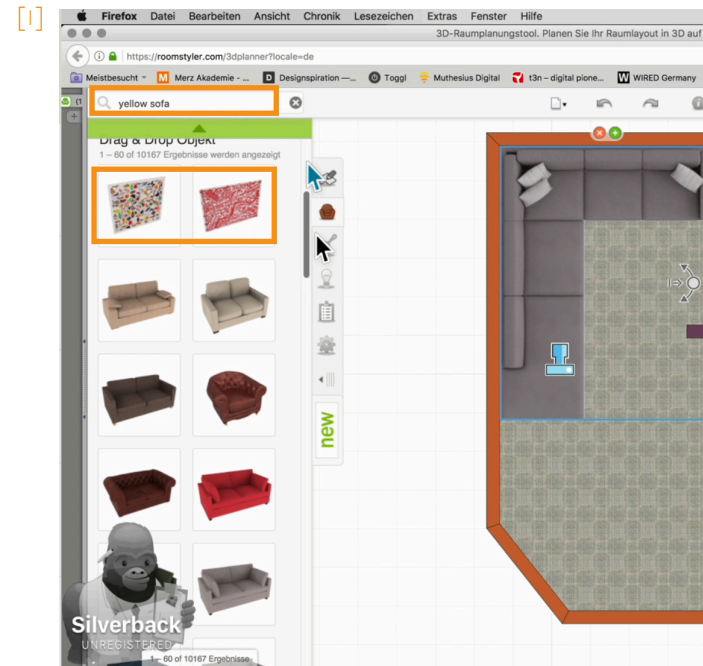 [1]
Firefox Datei Bearbeiten Ansicht Chronik Lesezeichen Extras Fenster Hilfe
3D-Raumplanungstool. Planen Sie Ihr Raumlayout in 3D auf
https://roomstyler.com/3dplanner?locale=de
Meistbesucht Merz Akademie - ... Designspiration —... Toggl Muthesius Digital t3n – digital pione... WIRED Germany
(1
yellow sofa
Drag & Drop Objekt
1 – 60 of 10167 Ergebnisse werden angezeigt
new
Silverback
UNREGISTERED
1 – 60 of 10167 Ergebnisse